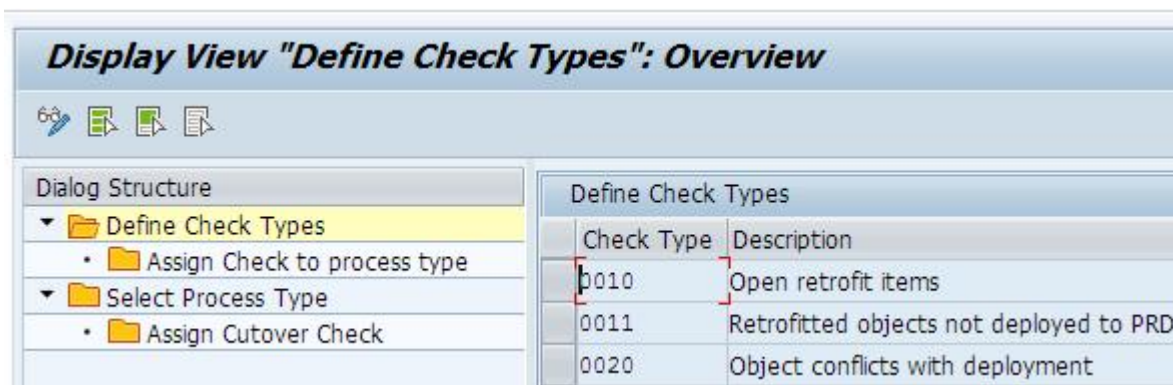 Display View "Define Check Types": Overview
Dialog Structure
Define Check Types
Assign Check to process type
Select Process Type
Assign Cutover Check
Define Check Types
Check Type Description
0010 Open retrofit items
0011 Retrofitted objects not deployed to PRD
0020 Object conflicts with deployment